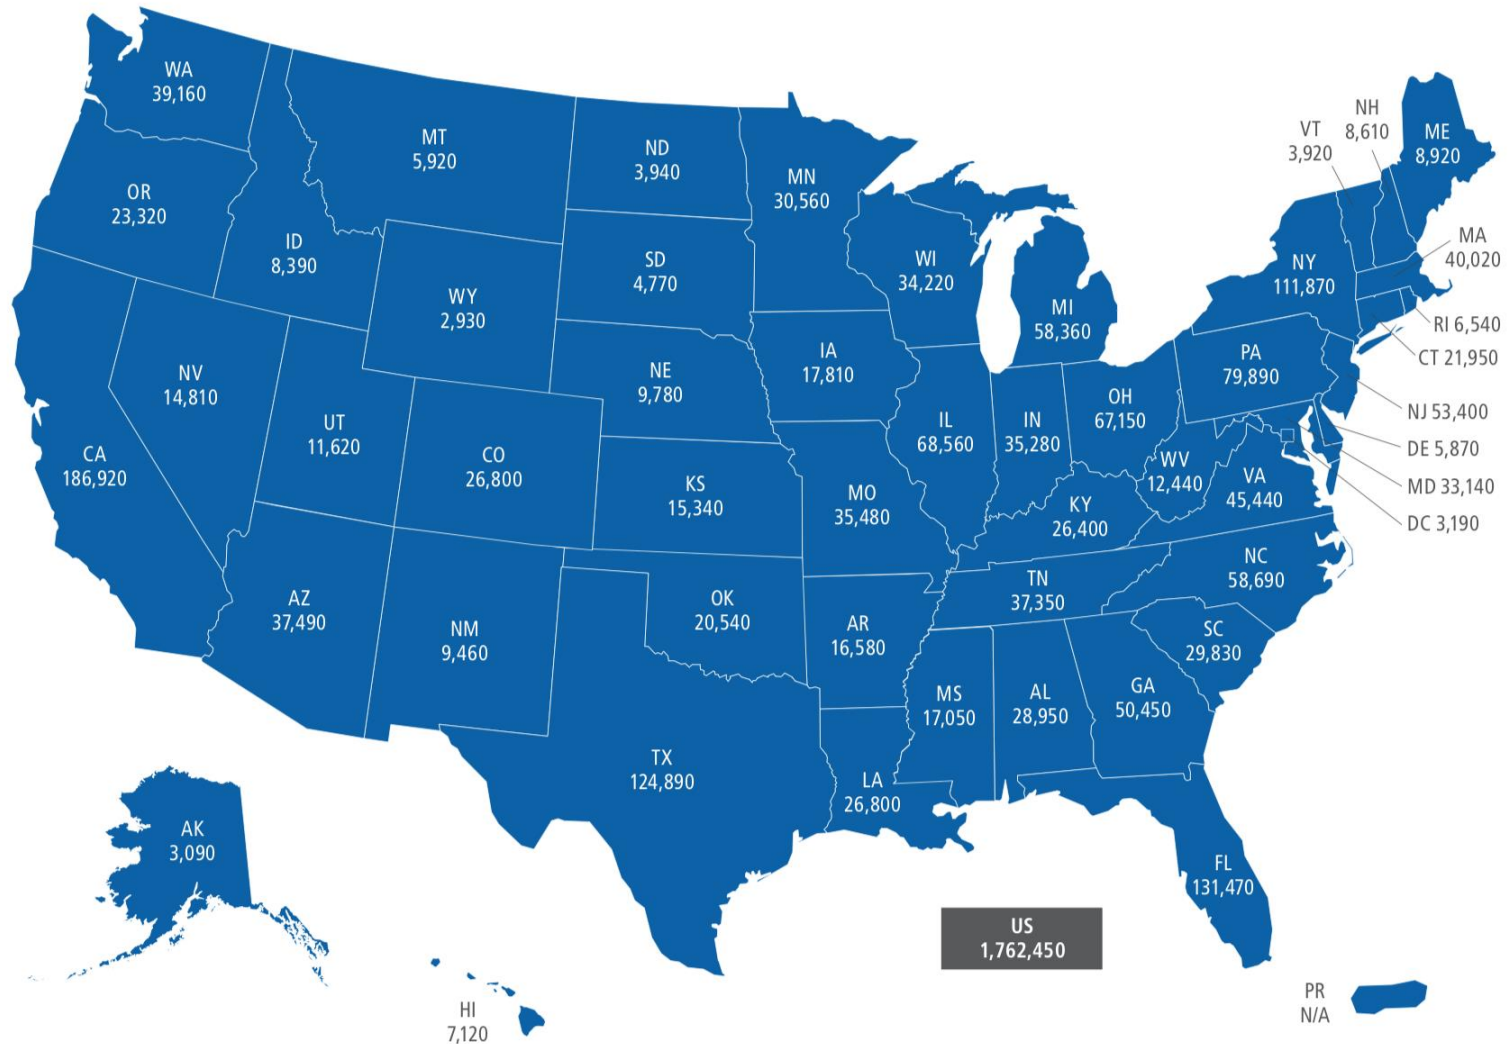 WA
39,160
MT
5,920
ND
3,940
MN
30,560
VT
3,920
NH
8,610
ME
8,920
OR
23,320
ID
8,390
SD
4,770
WY
2,930
WI
34,220
MI
58,360
NY
111,870
MA
40,020
RI 6,540
CT 21,950
NV
14,810
UT
11,620
NE
9,780
IA
17,810
PA
79,890
NJ 53,400
CA
186,920
CO
26,800
KS
15,340
MO
35,480
IL
68,560
IN
35,280
OH
67,150
WV
12,440
VA
45,440
DE 5,870
MD 33,140
DC 3,190
KY
26,400
AZ
37,490
NM
9,460
OK
20,540
AR
16,580
TN
37,350
NC
58,690
SC
29,830
MS
17,050
AL
28,950
GA
50,450
TX
124,890
LA
26,800
AK
3,090
FL
131,470
US
1,762,450
HI
7,120
PR
N/A